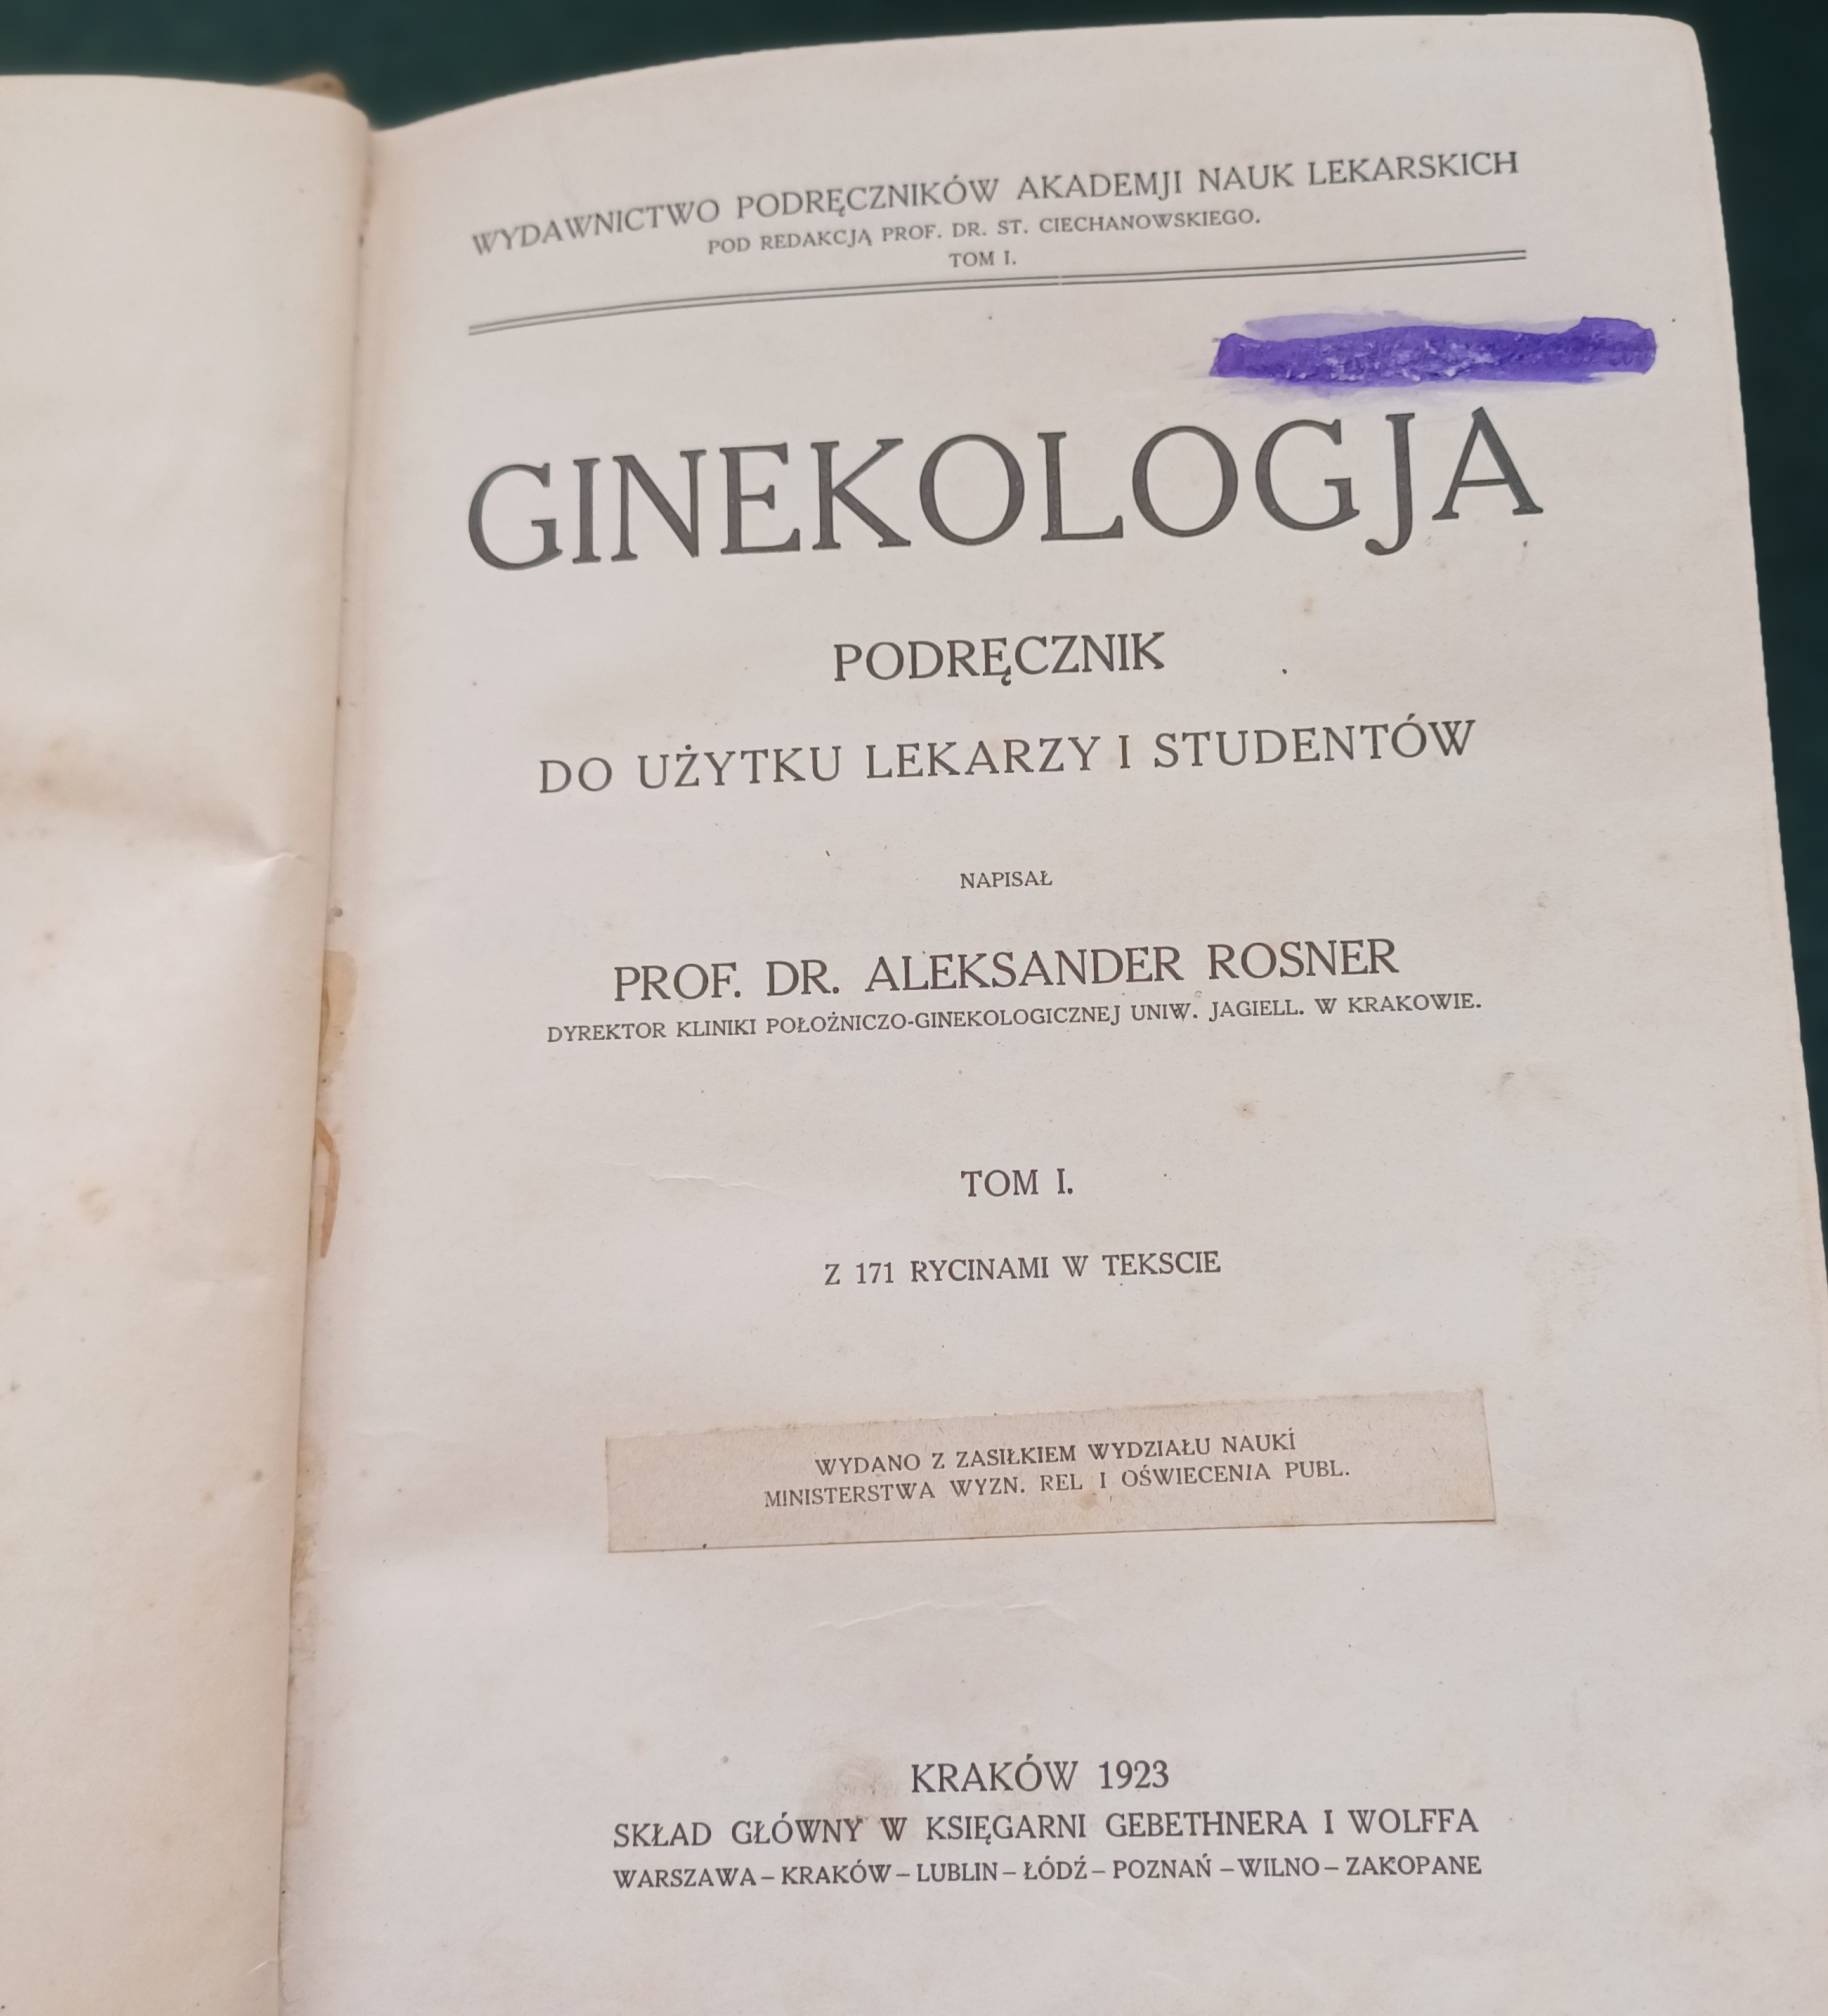 WYDAWNICTWO PODRĘCZNIKÓW AKADEMJI NAUK LEKARSKICH
POD REDAKCJĄ PROF. DR. ST. CIECHANOWSKIEGO.
TOM I.
GINEKOLOGJA
PODRĘCZNIK
DO UŻYTKU LEKARZY I STUDENTÓW
NAPISAŁ
PROF. DR. ALEKSANDER ROSNER
DYREKTOR KLINIKI POŁOŻNICZO-GINEKOLOGICZNEJ UNIW. JAGIELL. W KRAKOWIE.
TOM I.
Z 171 RYCINAMI W TEKSCIE
WYDANO Z ZASIŁKIEM WYDZIAŁU NAUKI
MINISTERSTWA WYZN. REL I OŚWIECENIA PUBL.
KRAKÓW 1923
SKŁAD GŁÓWNY W KSIĘGARNI GEBETHNERA I WOLFFA
WARSZAWA – KRAKÓW – LUBLIN – ŁÓDŹ – POZNAŃ – WILNO – ZAKOPANE